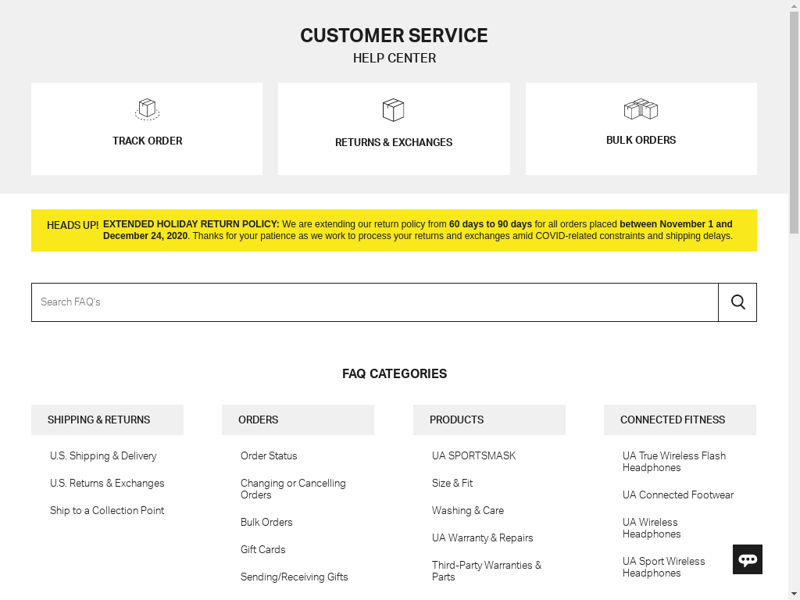 CUSTOMER SERVICE
HELP CENTER
TRACK ORDER
RETURNS & EXCHANGES
BULK ORDERS
HEADS UP! EXTENDED HOLIDAY RETURN POLICY: We are extending our return policy from 60 days to 90 days for all orders placed between November 1 and
December 24, 2020. Thanks for your patience as we work to process your returns and exchanges amid COVID-related constraints and shipping delays.
Search FAQ's
FAQ CATEGORIES
SHIPPING & RETURNS
U.S. Shipping & Delivery
U.S. Returns & Exchanges
Ship to a Collection Point
ORDERS
Order Status
Changing or Cancelling
Orders
Bulk Orders
Gift Cards
Sending/Receiving Gifts
PRODUCTS
UA SPORTSMASK
Size & Fit
Washing & Care
UA Warranty & Repairs
Third-Party Warranties &
Parts
CONNECTED FITNESS
UA True Wireless Flash
Headphones
UA Connected Footwear
UA Wireless
Headphones
UA Sport Wireless
Headphones